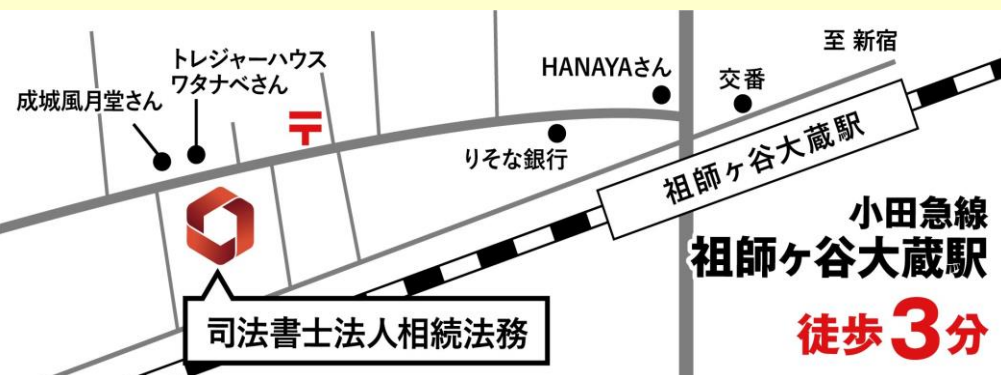 至 新宿
トレジャーハウス
ワタナベさん
HANAYAさん
交番
成城風月堂さん
〒
りそな銀行
祖師ヶ谷大蔵駅
小田急線
祖師ヶ谷大蔵駅
司法書士法人相続法務
徒歩3分